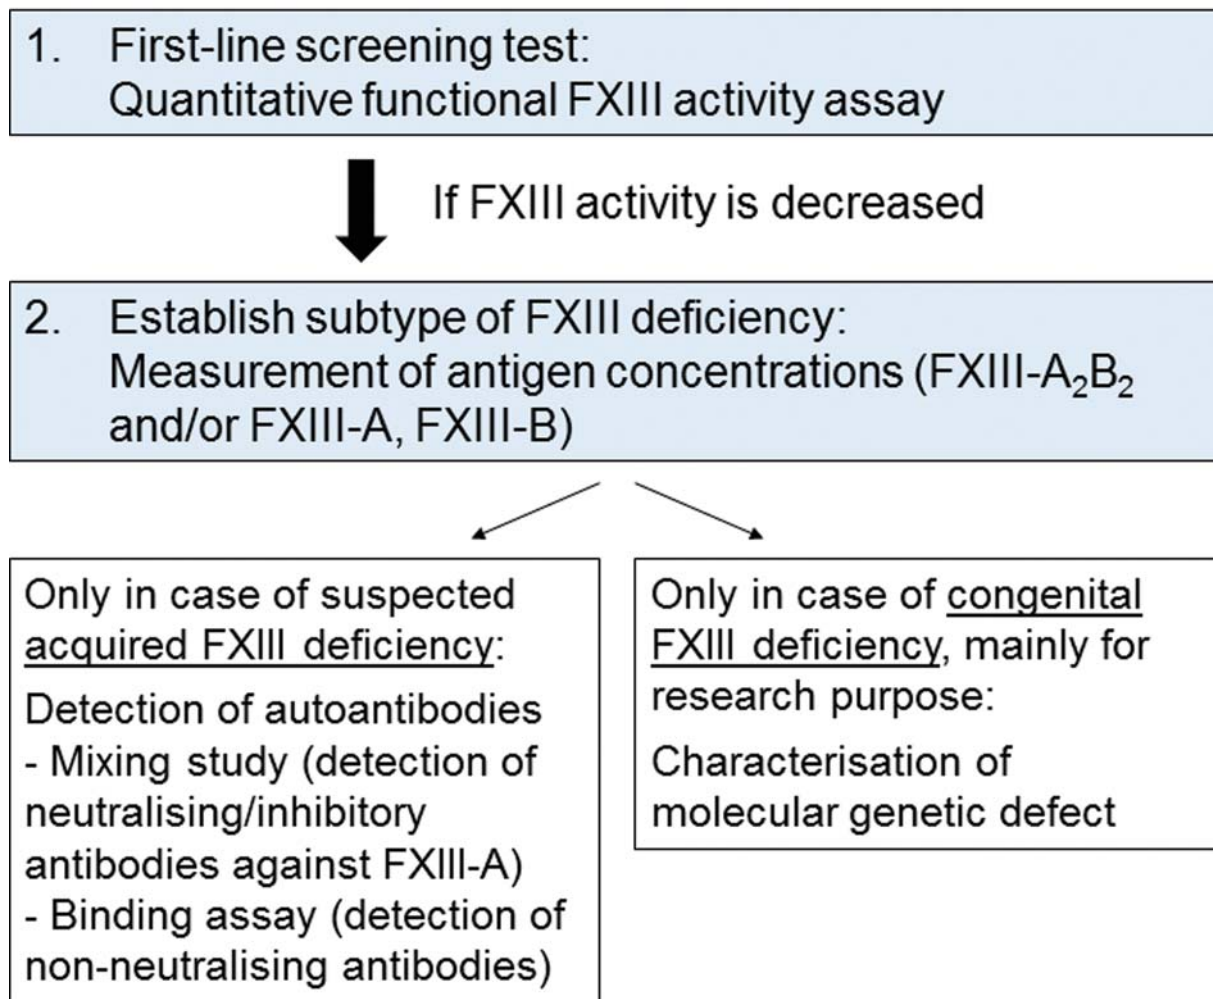 1. First-line screening test:
Quantitative functional FXIII activity assay
If FXIII activity is decreased
2. Establish subtype of FXIII deficiency:
Measurement of antigen concentrations (FXIII-A₂B₂
and/or FXIII-A, FXIII-B)
Only in case of suspected
acquired FXIII deficiency:
Detection of autoantibodies
- Mixing study (detection of
neutralising/inhibitory
antibodies against FXIII-A)
- Binding assay (detection of
non-neutralising antibodies)
Only in case of congenital
FXIII deficiency, mainly for
research purpose:
Characterisation of
molecular genetic defect